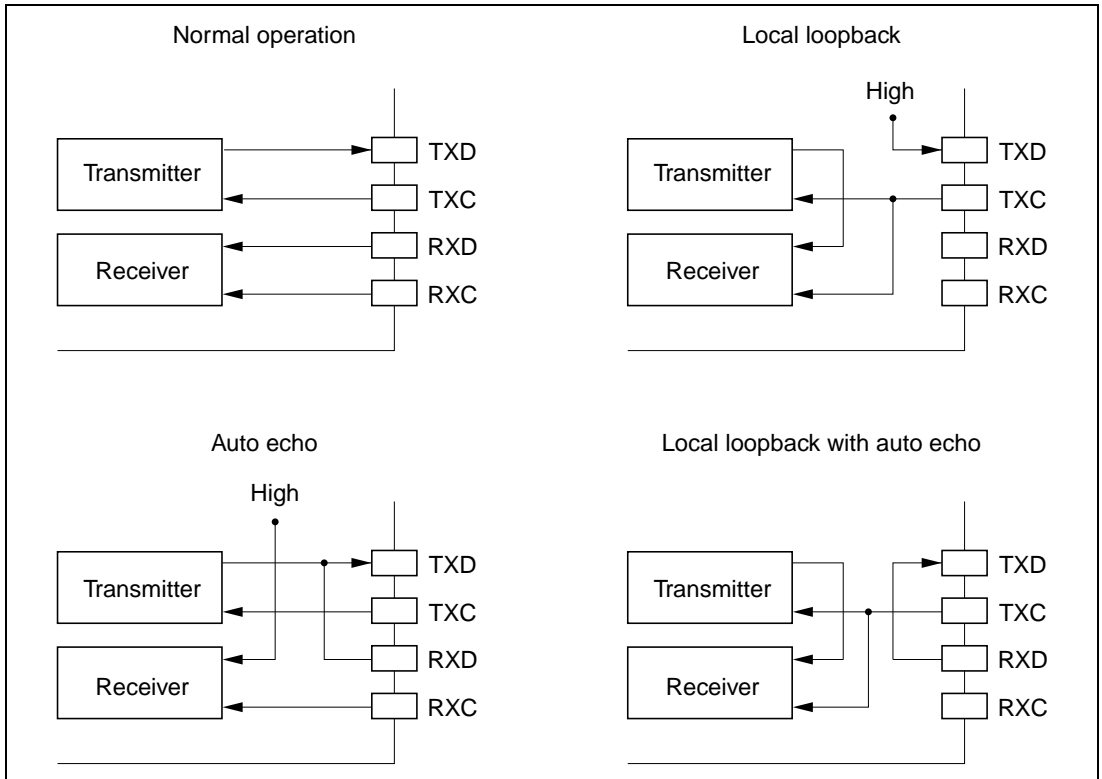 Normal operation
Transmitter
Receiver
TXD
TXC
RXD
RXC
Local loopback
High
Transmitter
Receiver
TXD
TXC
RXD
RXC
Auto echo
High
Transmitter
Receiver
TXD
TXC
RXD
RXC
Local loopback with auto echo
Transmitter
Receiver
TXD
TXC
RXD
RXC